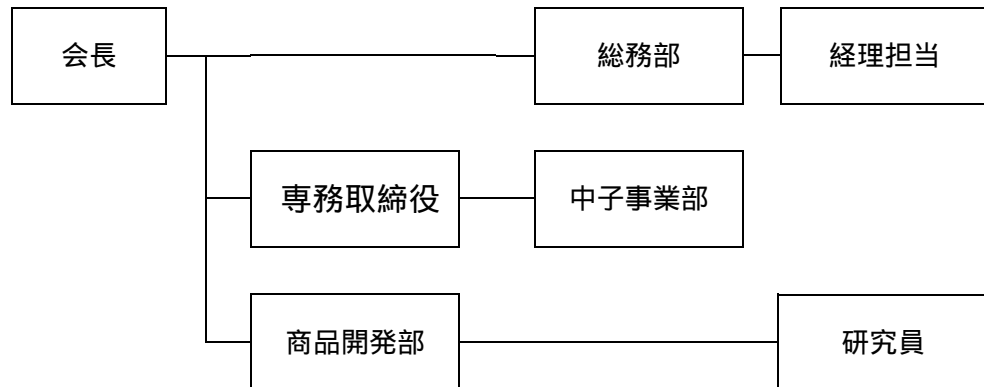 会長
総務部
経理担当
専務取締役
中子事業部
商品開発部
研究員